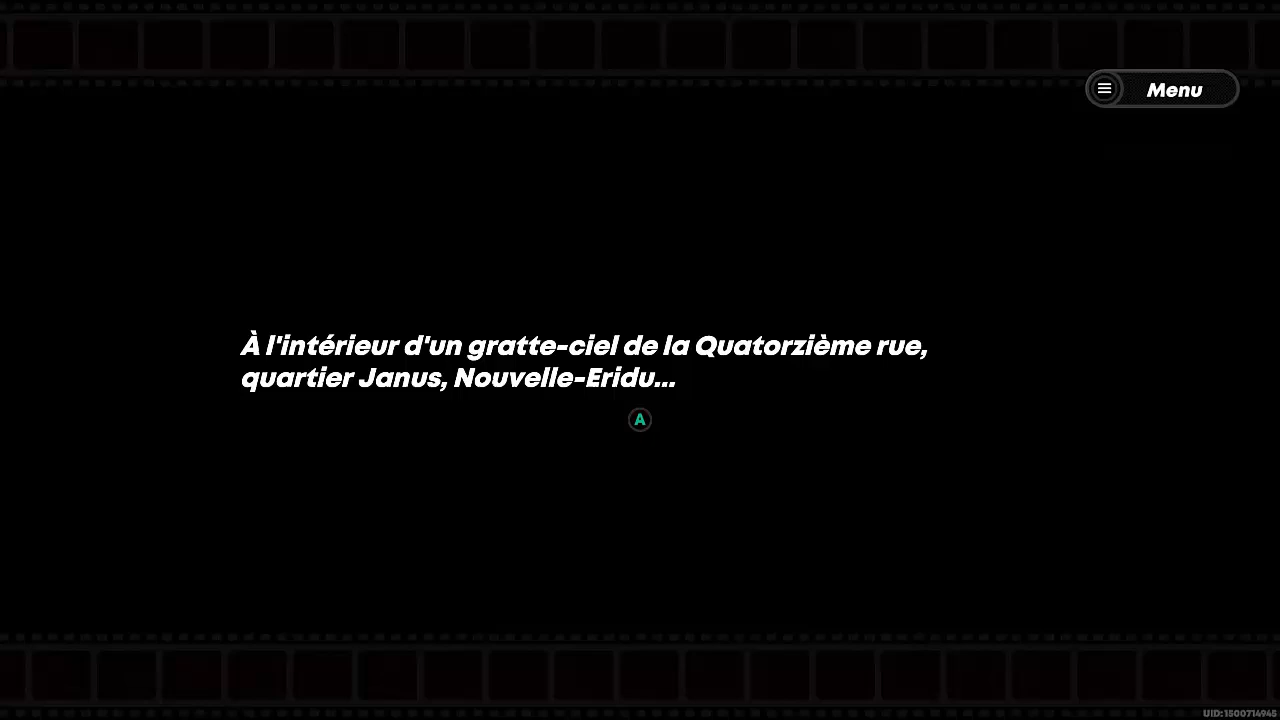 Menu
À l'intérieur d'un gratte-ciel de la Quatorzième rue,
quartier Janus, Nouvelle-Eridu...
A
UID:1500714945